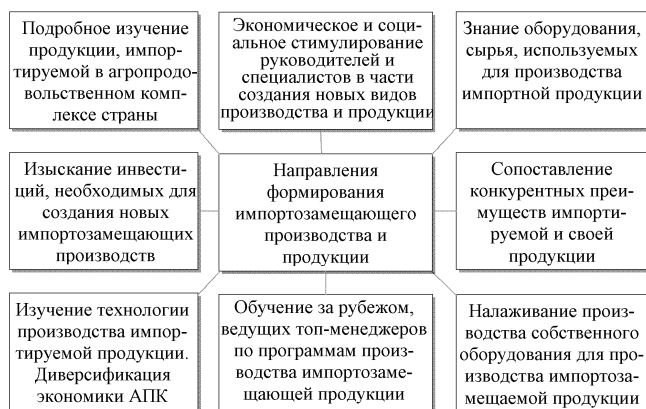 Подробное изучение
продукции, импор-
тируемой в агропродо-
вольственном комп-
лексе страны
Экономическое и со-
циальное стимулирование
руководителей и
специалистов в части
создания новых видов
производства и продукции
Знание оборудования,
сырья, используемых
для производства
импортной продукции
Изыскание инвести-
ций, необходимых для
создания новых
импортозамещающих
производств
Направления
формирования
импортозамещающего
производства и
продукции
Сопоставление
конкурентных преи-
муществ импорти-
руемой и своей
продукции
Изучение технологии
производства импор-
тируемой продукции.
Диверсификация
экономики АПК
Обучение за рубежом,
ведущих топ-менеджеров
по программам произ-
водства импортозаме-
щающей продукции
Налаживание произ-
водства собственного
оборудования для про-
изводства импортоза-
мещаемой продукции